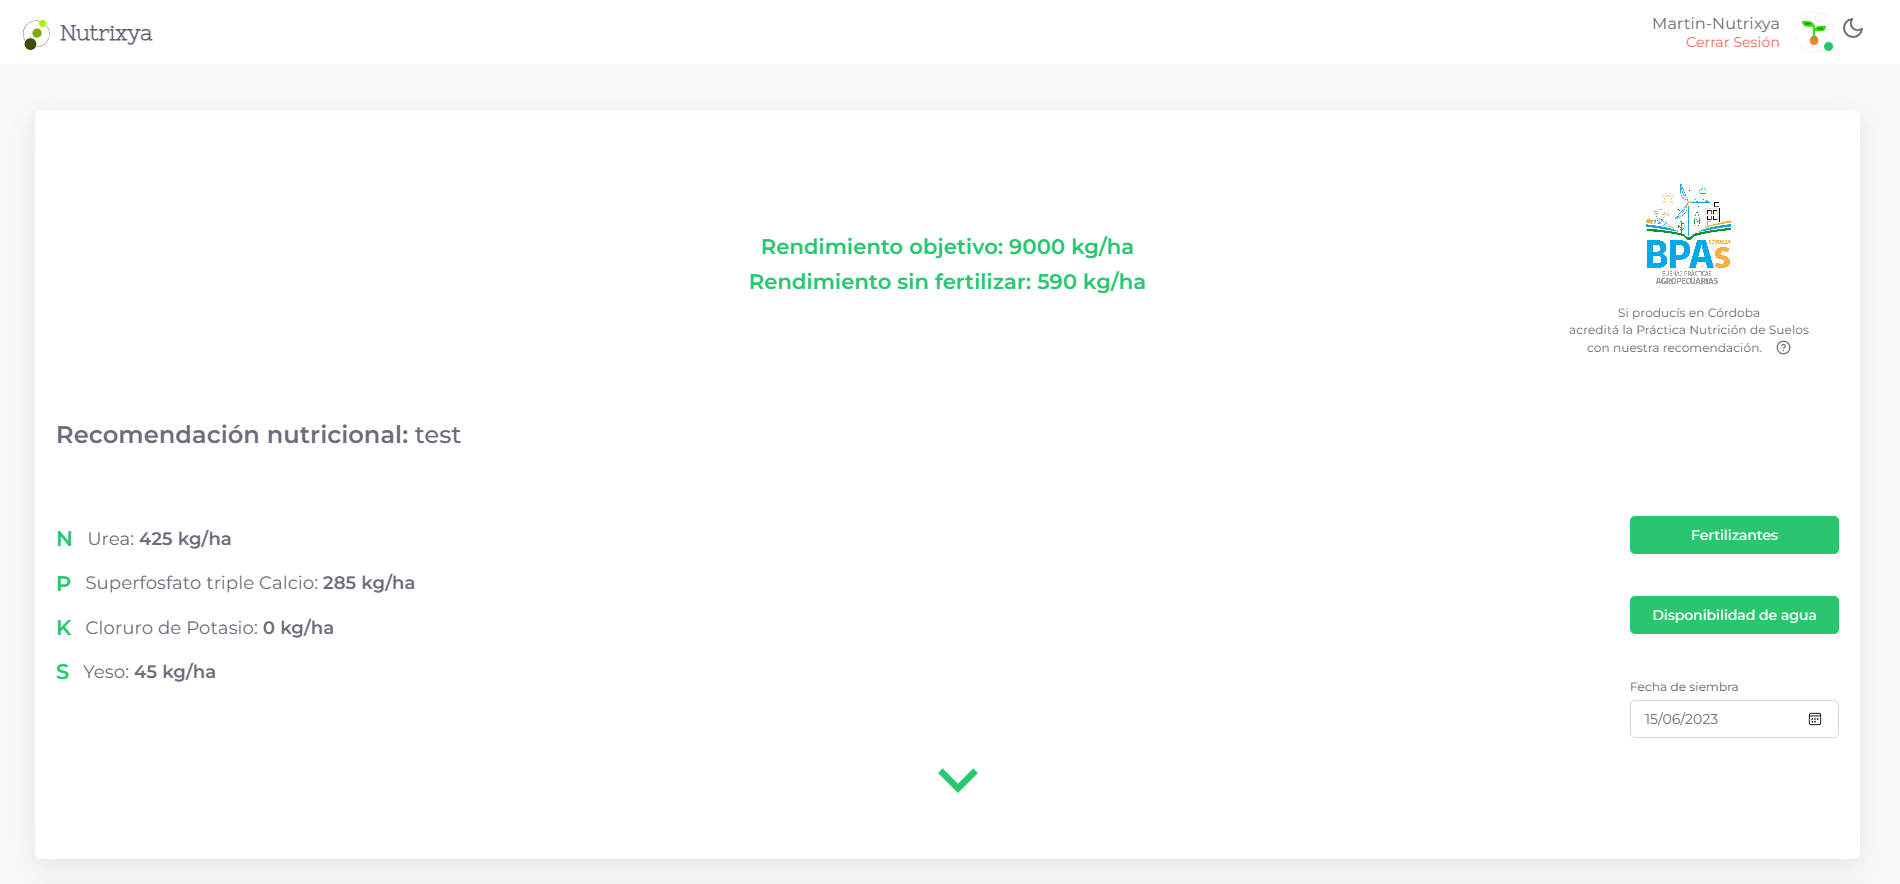 Nutrixya
Martin-Nutrixya
Cerrar Sesión
Rendimiento objetivo: 9000 kg/ha
Rendimiento sin fertilizar: 590 kg/ha
CÓRDOBA
BPAs
BUENAS PRÁCTICAS
AGROPECUARIAS
Si producís en Córdoba
acreditá la Práctica Nutrición de Suelos
con nuestra recomendación.
Recomendación nutricional: test
N Urea: 425 kg/ha
P Superfosfato triple Calcio: 285 kg/ha
K Cloruro de Potasio: 0 kg/ha
S Yeso: 45 kg/ha
Fertilizantes
Disponibilidad de agua
Fecha de siembra
15/06/2023